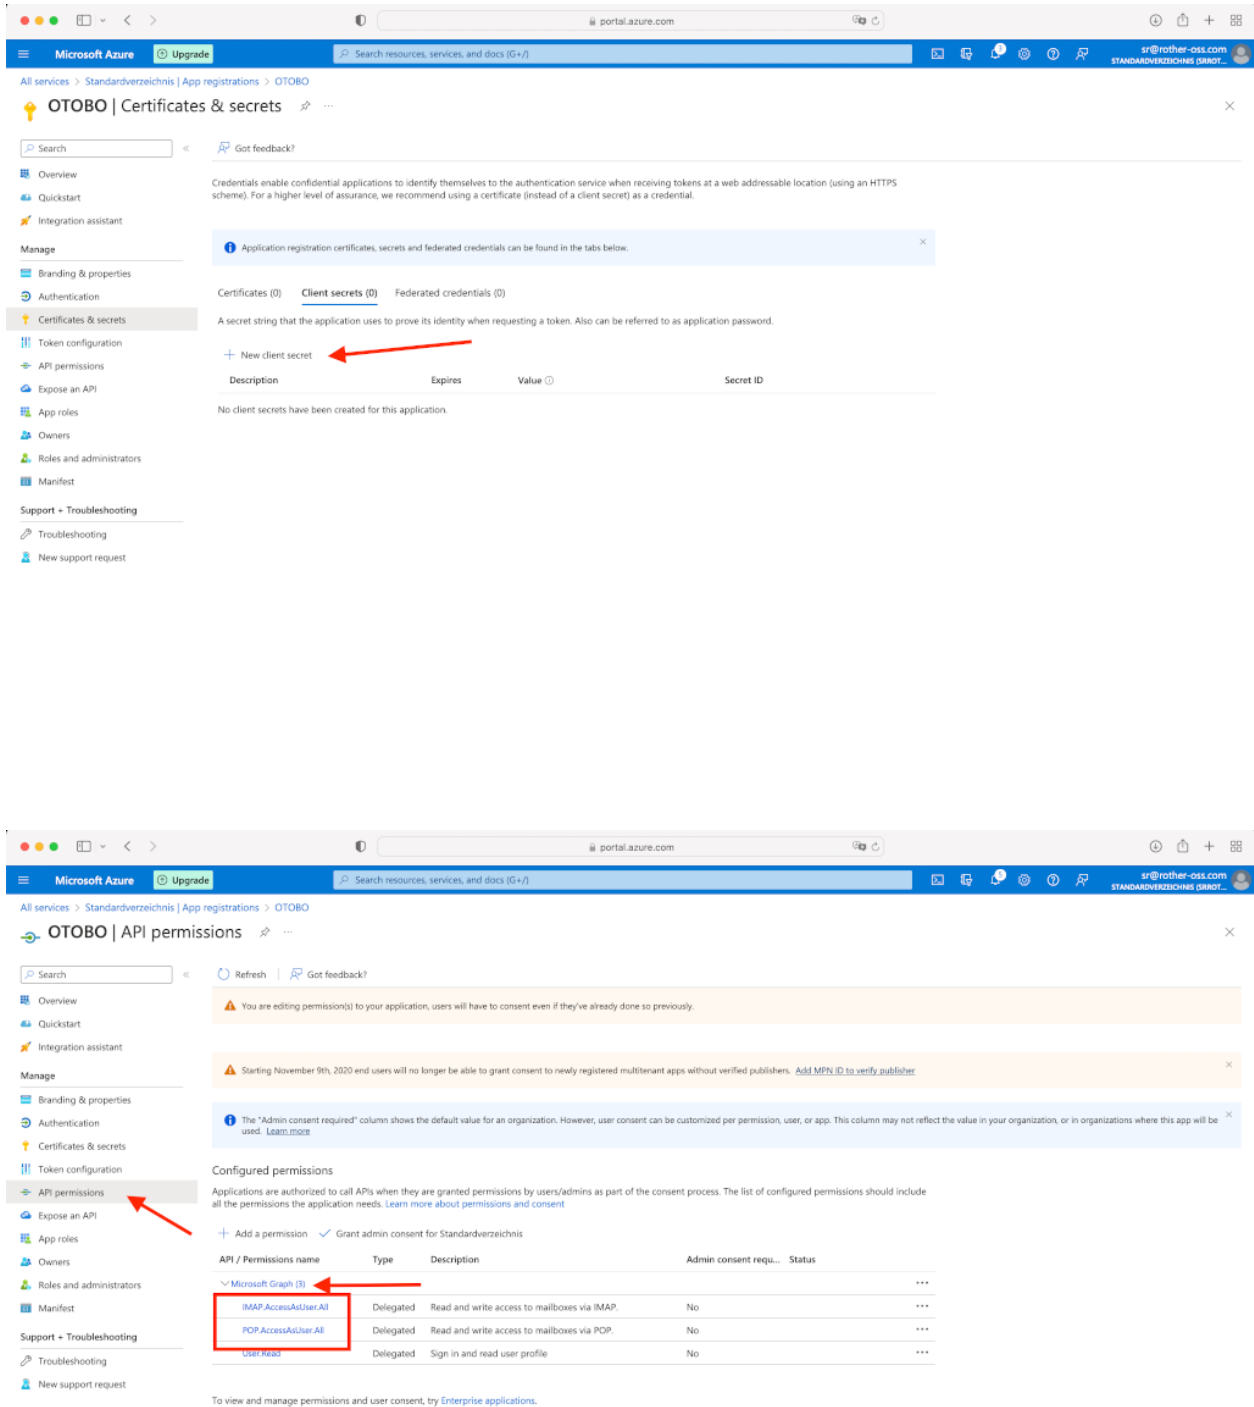 portal.azure.com
Microsoft Azure
Upgrade
Search resources, services, and docs (G+/)
sr@rother-oss.com
STANDARDVERZEICHNIS (SRROT...
All services > Standardverzeichnis | App registrations > OTOBO
OTOBO | Certificates & secrets
Search
Got feedback?
Overview
Quickstart
Integration assistant
Manage
Branding & properties
Authentication
Certificates & secrets
Token configuration
API permissions
Expose an API
App roles
Owners
Roles and administrators
Manifest
Support + Troubleshooting
Troubleshooting
New support request
Credentials enable confidential applications to identify themselves to the authentication service when receiving tokens at a web addressable location (using an HTTPS
scheme). For a higher level of assurance, we recommend using a certificate (instead of a client secret) as a credential.
Application registration certificates, secrets and federated credentials can be found in the tabs below.
Certificates (0) Client secrets (0) Federated credentials (0)
A secret string that the application uses to prove its identity when requesting a token. Also can be referred to as application password.
New client secret
Description Expires Value Secret ID
No client secrets have been created for this application.
portal.azure.com
Microsoft Azure
Upgrade
Search resources, services, and docs (G+/)
sr@rother-oss.com
STANDARDVERZEICHNIS (SRROT...
All services > Standardverzeichnis | App registrations > OTOBO
OTOBO | API permissions
Search
Refresh
Got feedback?
Overview
Quickstart
Integration assistant
Manage
Branding & properties
Authentication
Certificates & secrets
Token configuration
API permissions
Expose an API
App roles
Owners
Roles and administrators
Manifest
Support + Troubleshooting
Troubleshooting
New support request
You are editing permission(s) to your application, users will have to consent even if they've already done so previously.
Starting November 9th, 2020 end users will no longer be able to grant consent to newly registered multitenant apps without verified publishers. Add MPN ID to verify publisher
The "Admin consent required" column shows the default value for an organization. However, user consent can be customized per permission, user, or app. This column may not reflect the value in your organization, or in organizations where this app will be
used. Learn more
Configured permissions
Applications are authorized to call APIs when they are granted permissions by users/admins as part of the consent process. The list of configured permissions should include
all the permissions the application needs. Learn more about permissions and consent
Add a permission Grant admin consent for Standardverzeichnis
API / Permissions name Type Description Admin consent requ... Status
Microsoft Graph (3)
IMAP.AccessAsUser.All Delegated Read and write access to mailboxes via IMAP. No
POP.AccessAsUser.All Delegated Read and write access to mailboxes via POP. No
User.Read Delegated Sign in and read user profile No
To view and manage permissions and user consent, try Enterprise applications.